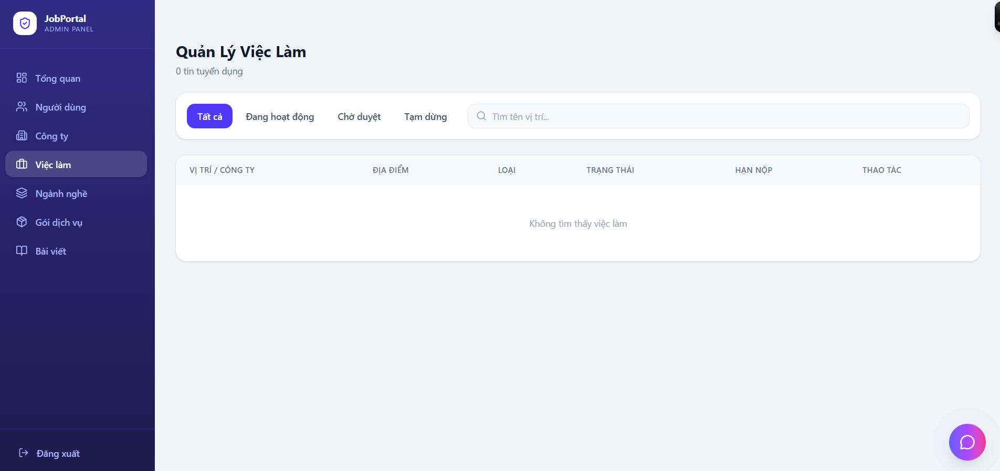 JobPortal
ADMIN PANEL
Tổng quan
Người dùng
Công ty
Việc làm
Ngành nghề
Gói dịch vụ
Bài viết
Đăng xuất
Quản Lý Việc Làm
0 tin tuyển dụng
Tất cả Đang hoạt động Chờ duyệt Tạm dừng Tìm tên vị trí...
VỊ TRÍ / CÔNG TY ĐỊA ĐIỂM LOẠI TRẠNG THÁI HẠN NỘP THAO TÁC
Không tìm thấy việc làm